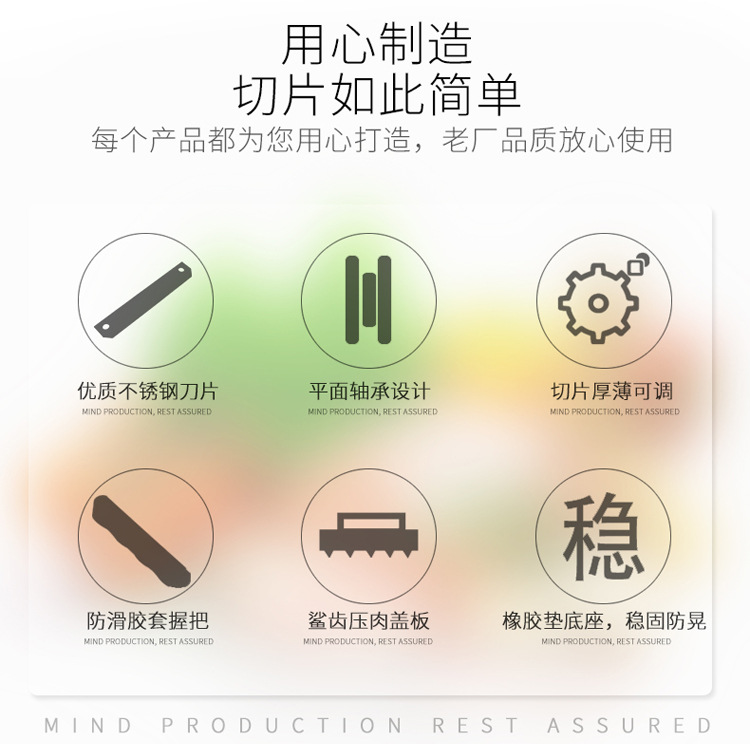 用心制造
切片如此简单
每个产品都为您用心打造，老厂品质放心使用
优质不锈钢刀片
MIND PRODUCTION, REST ASSURED
平面轴承设计
MIND PRODUCTION, REST ASSURED
切片厚薄可调
MIND PRODUCTION, REST ASSURED
防滑胶套握把
MIND PRODUCTION, REST ASSURED
鲨齿压肉盖板
MIND PRODUCTION, REST ASSURED
稳
橡胶垫底座，稳固防晃
MIND PRODUCTION, REST ASSURED
MIND PRODUCTION REST ASSURED